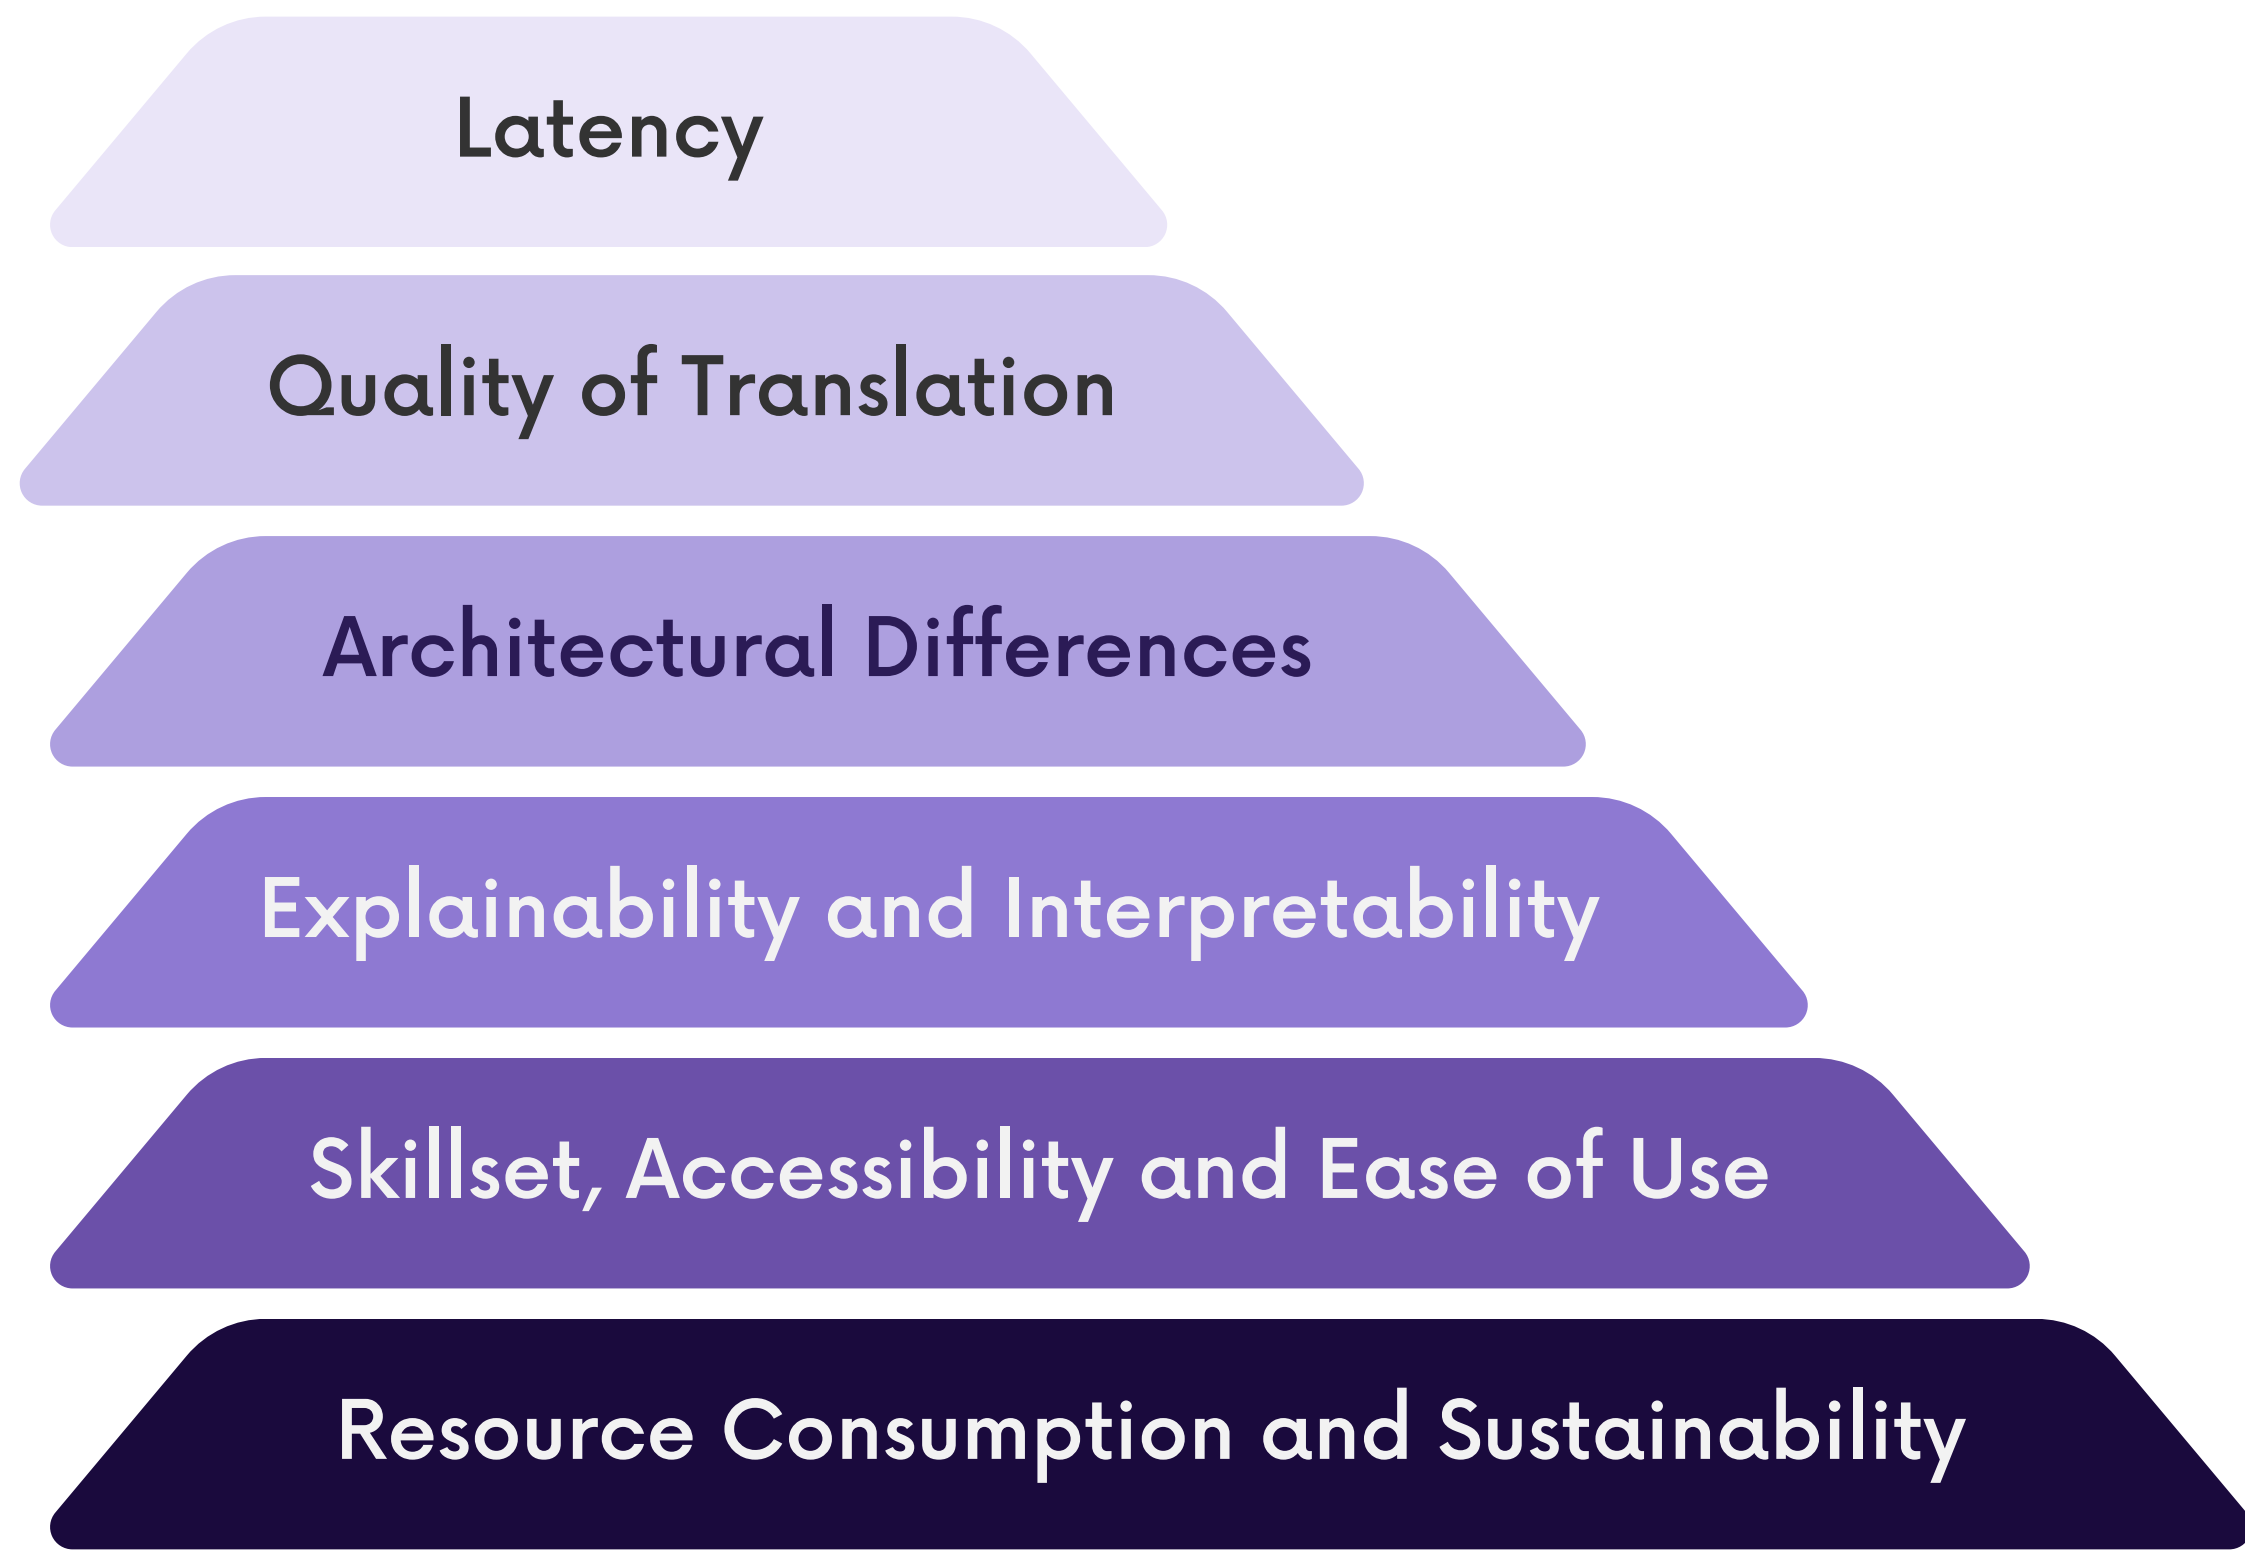 Latency
Quality of Translation
Architectural Differences
Explainability and Interpretability
Skillset, Accessibility and Ease of Use
Resource Consumption and Sustainability